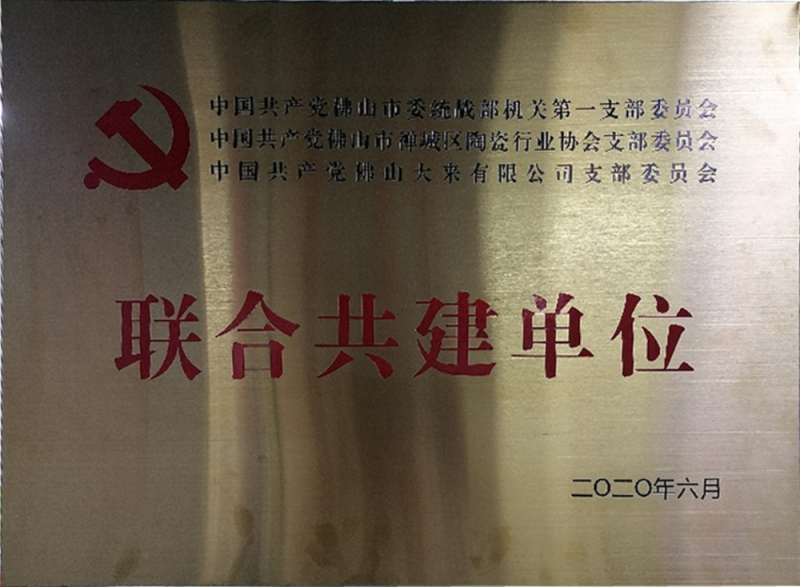 中国共产党佛山市委统战部机关第一支部委员会
中国共产党佛山市禅城区陶瓷行业协会支部委员会
中国共产党佛山大来有限公司支部委员会
联合共建单位
二〇二〇年六月